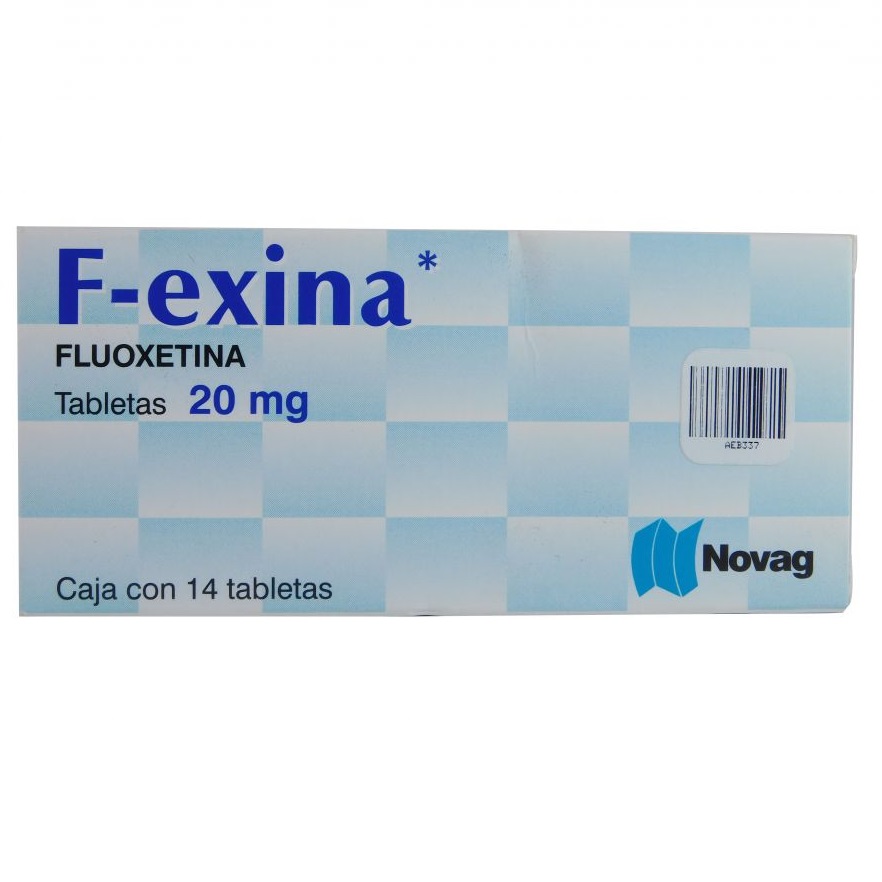 F-exina*
FLUOXETINA
Tabletas 20 mg
AEB337
Novag
Caja con 14 tabletas